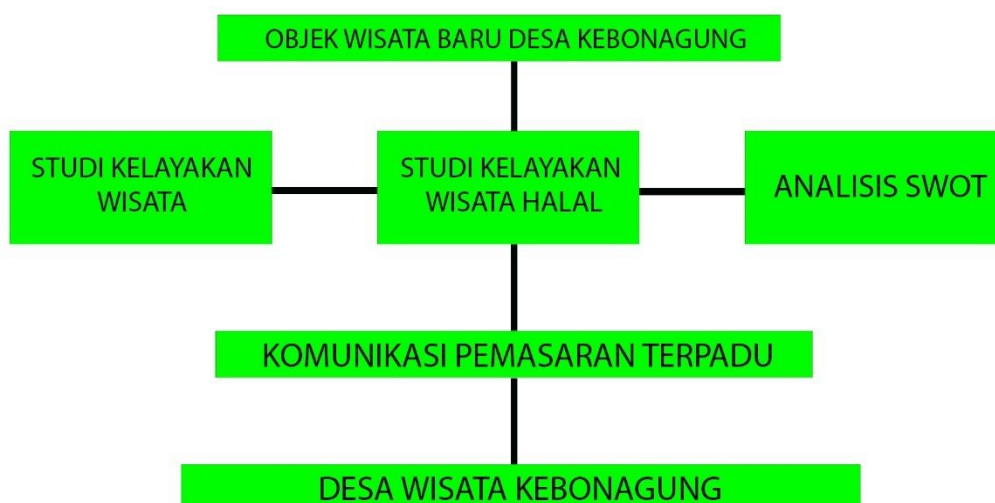 OBJEK WISATA BARU DESA KEBONAGUNG
STUDI KELAYAKAN
WISATA
STUDI KELAYAKAN
WISATA HALAL
ANALISIS SWOT
KOMUNIKASI PEMASARAN TERPADU
DESA WISATA KEBONAGUNG